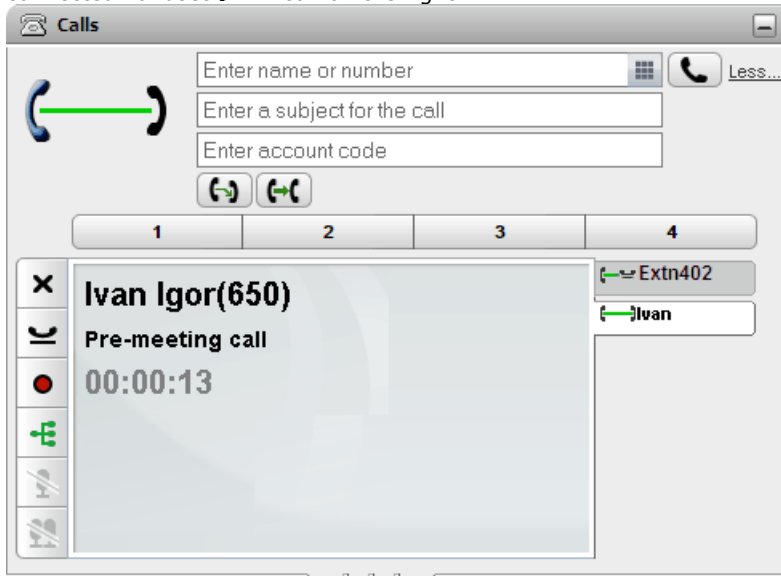 Calls
Enter name or number
Less...
Enter a subject for the call
Enter account code
1 2 3 4
Ivan Igor(650)
Pre-meeting call
00:00:13
Extn402
Ivan